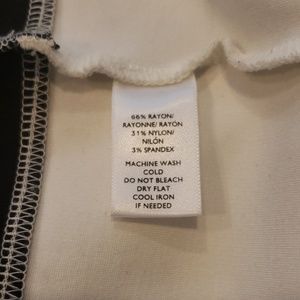 66% RAYON/
RAYONNE/ RAYÓN
31% NYLON/
NILÓN
3% SPANDEX
MACHINE WASH
COLD
DO NOT BLEACH
DRY FLAT
COOL IRON
IF NEEDED